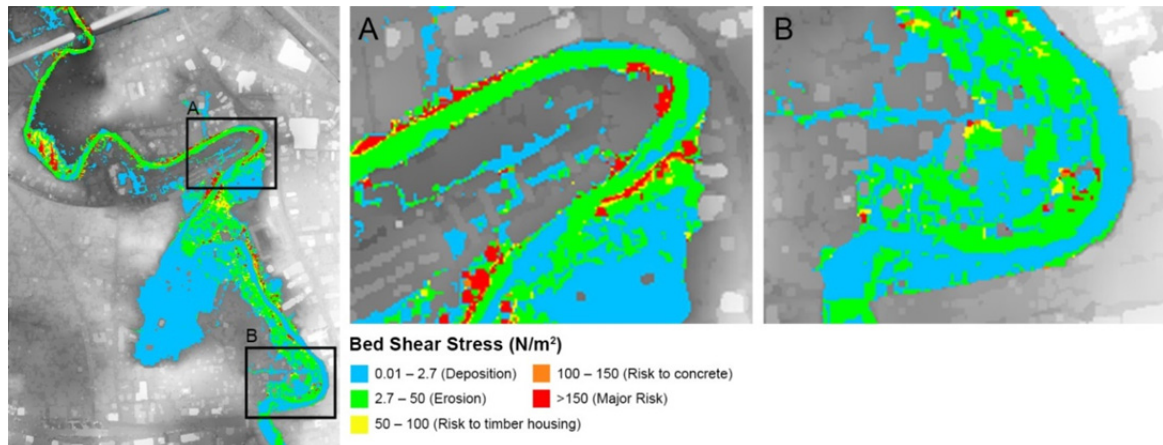 A
B
A
B
Bed Shear Stress (N/m²)
0.01 – 2.7 (Deposition)
100 – 150 (Risk to concrete)
2.7 – 50 (Erosion)
>150 (Major Risk)
50 – 100 (Risk to timber housing)